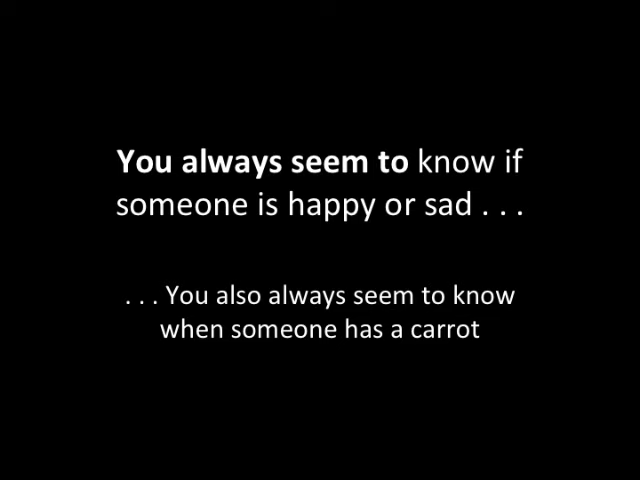 You always seem to know if
someone is happy or sad . . .
. . . You also always seem to know
when someone has a carrot